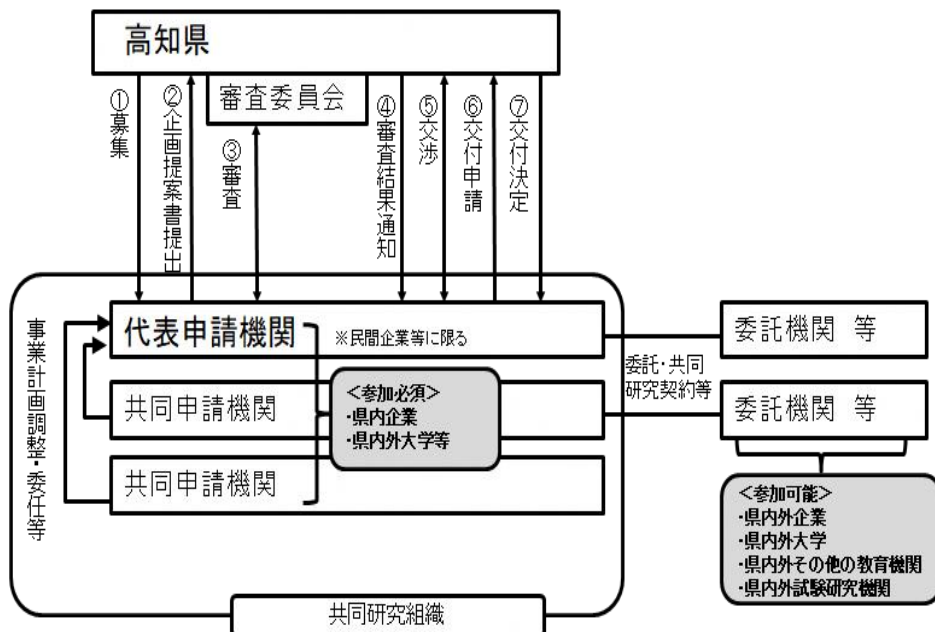 高知県
審査委員会
①募集
②企画提案書提出
③審査
④審査結果通知
⑤交渉
⑥交付申請
⑦交付決定
事業計画調整・委任等
代表申請機関
※民間企業等に限る
共同申請機関
共同申請機関
＜参加必須＞
・県内企業
・県内外大学等
委託・共同
研究契約等
委託機関 等
委託機関 等
＜参加可能＞
・県内外企業
・県内外大学
・県内外その他の教育機関
・県内外試験研究機関
共同研究組織